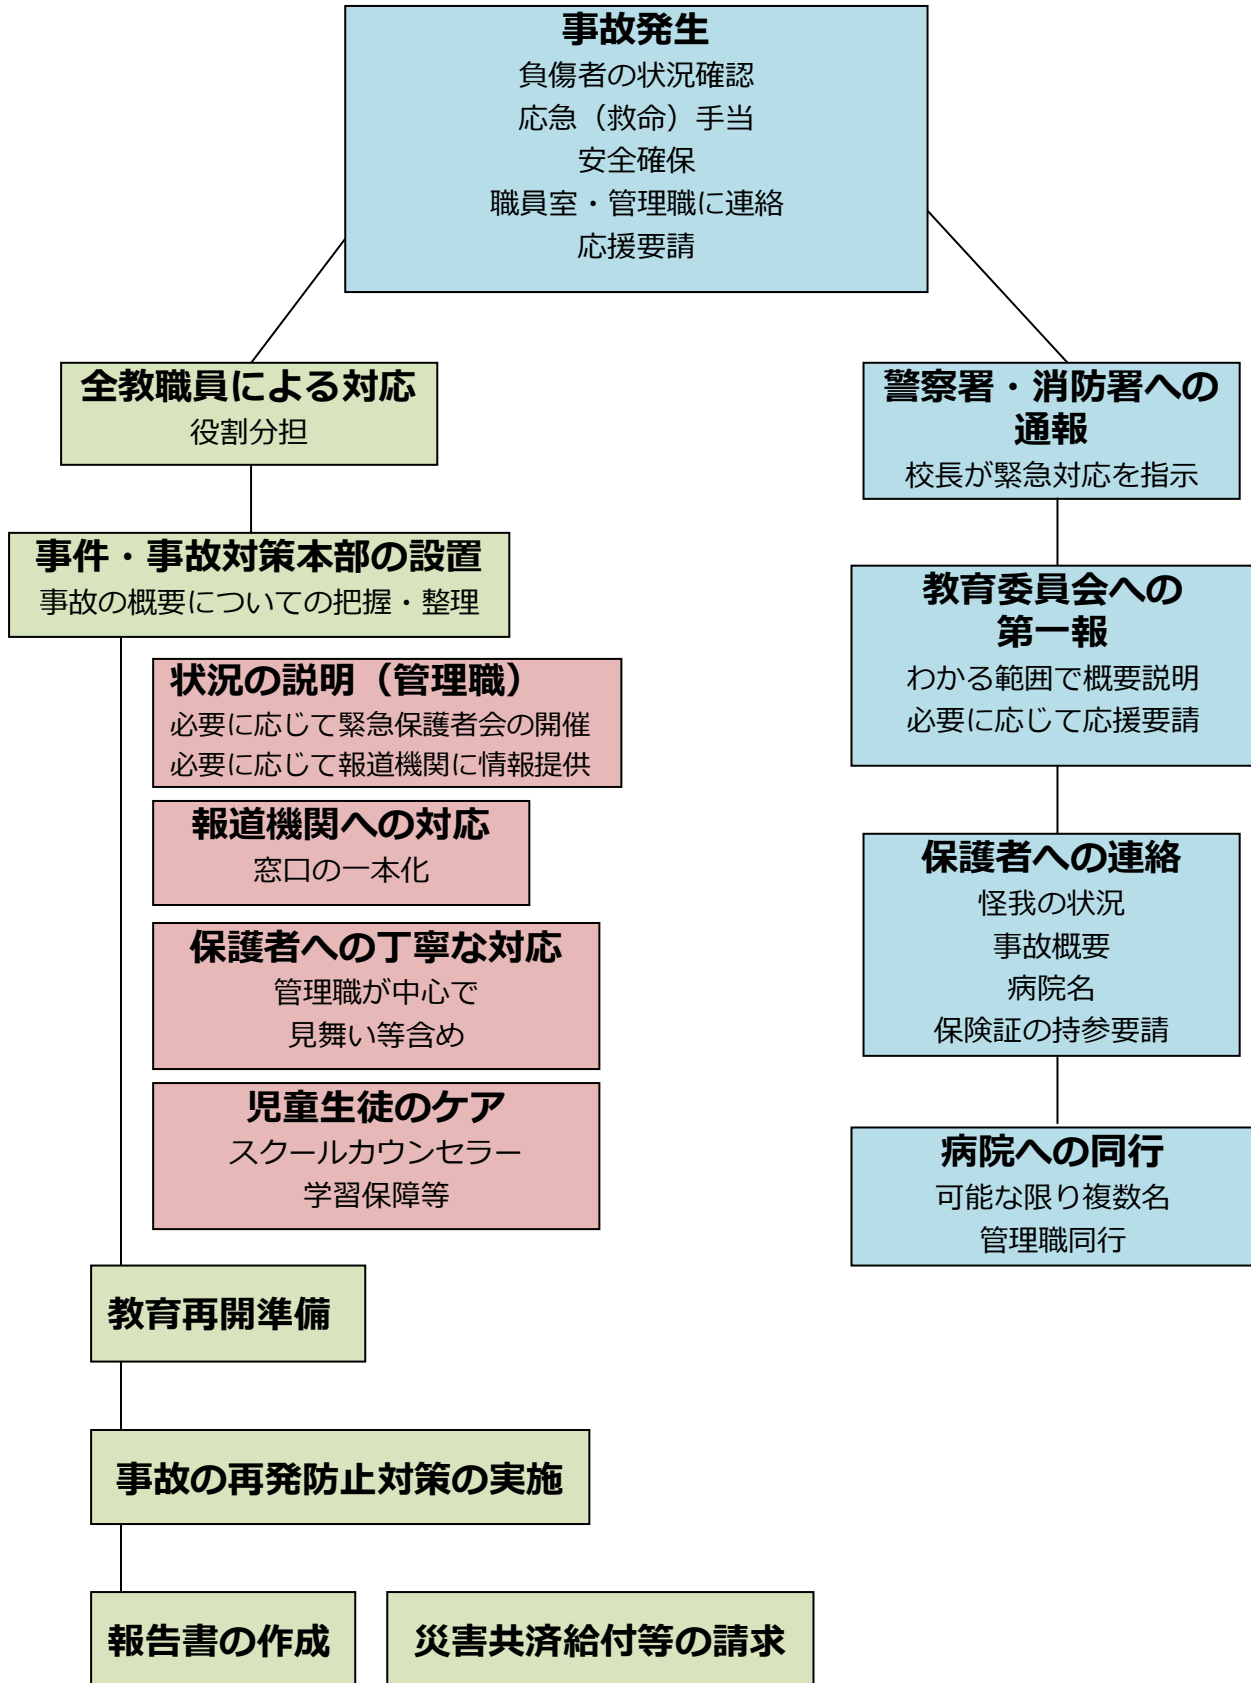 事故発生
負傷者の状況確認
応急（救命）手当
安全確保
職員室・管理職に連絡
応援要請
全教職員による対応
役割分担
事件・事故対策本部の設置
事故の概要についての把握・整理
状況の説明（管理職）
必要に応じて緊急保護者会の開催
必要に応じて報道機関に情報提供
報道機関への対応
窓口の一本化
保護者への丁寧な対応
管理職が中心で
見舞い等含め
児童生徒のケア
スクールカウンセラー
学習保障等
教育再開準備
事故の再発防止対策の実施
報告書の作成
災害共済給付等の請求
警察署・消防署への
通報
校長が緊急対応を指示
教育委員会への
第一報
わかる範囲で概要説明
必要に応じて応援要請
保護者への連絡
怪我の状況
事故概要
病院名
保険証の持参要請
病院への同行
可能な限り複数名
管理職同行